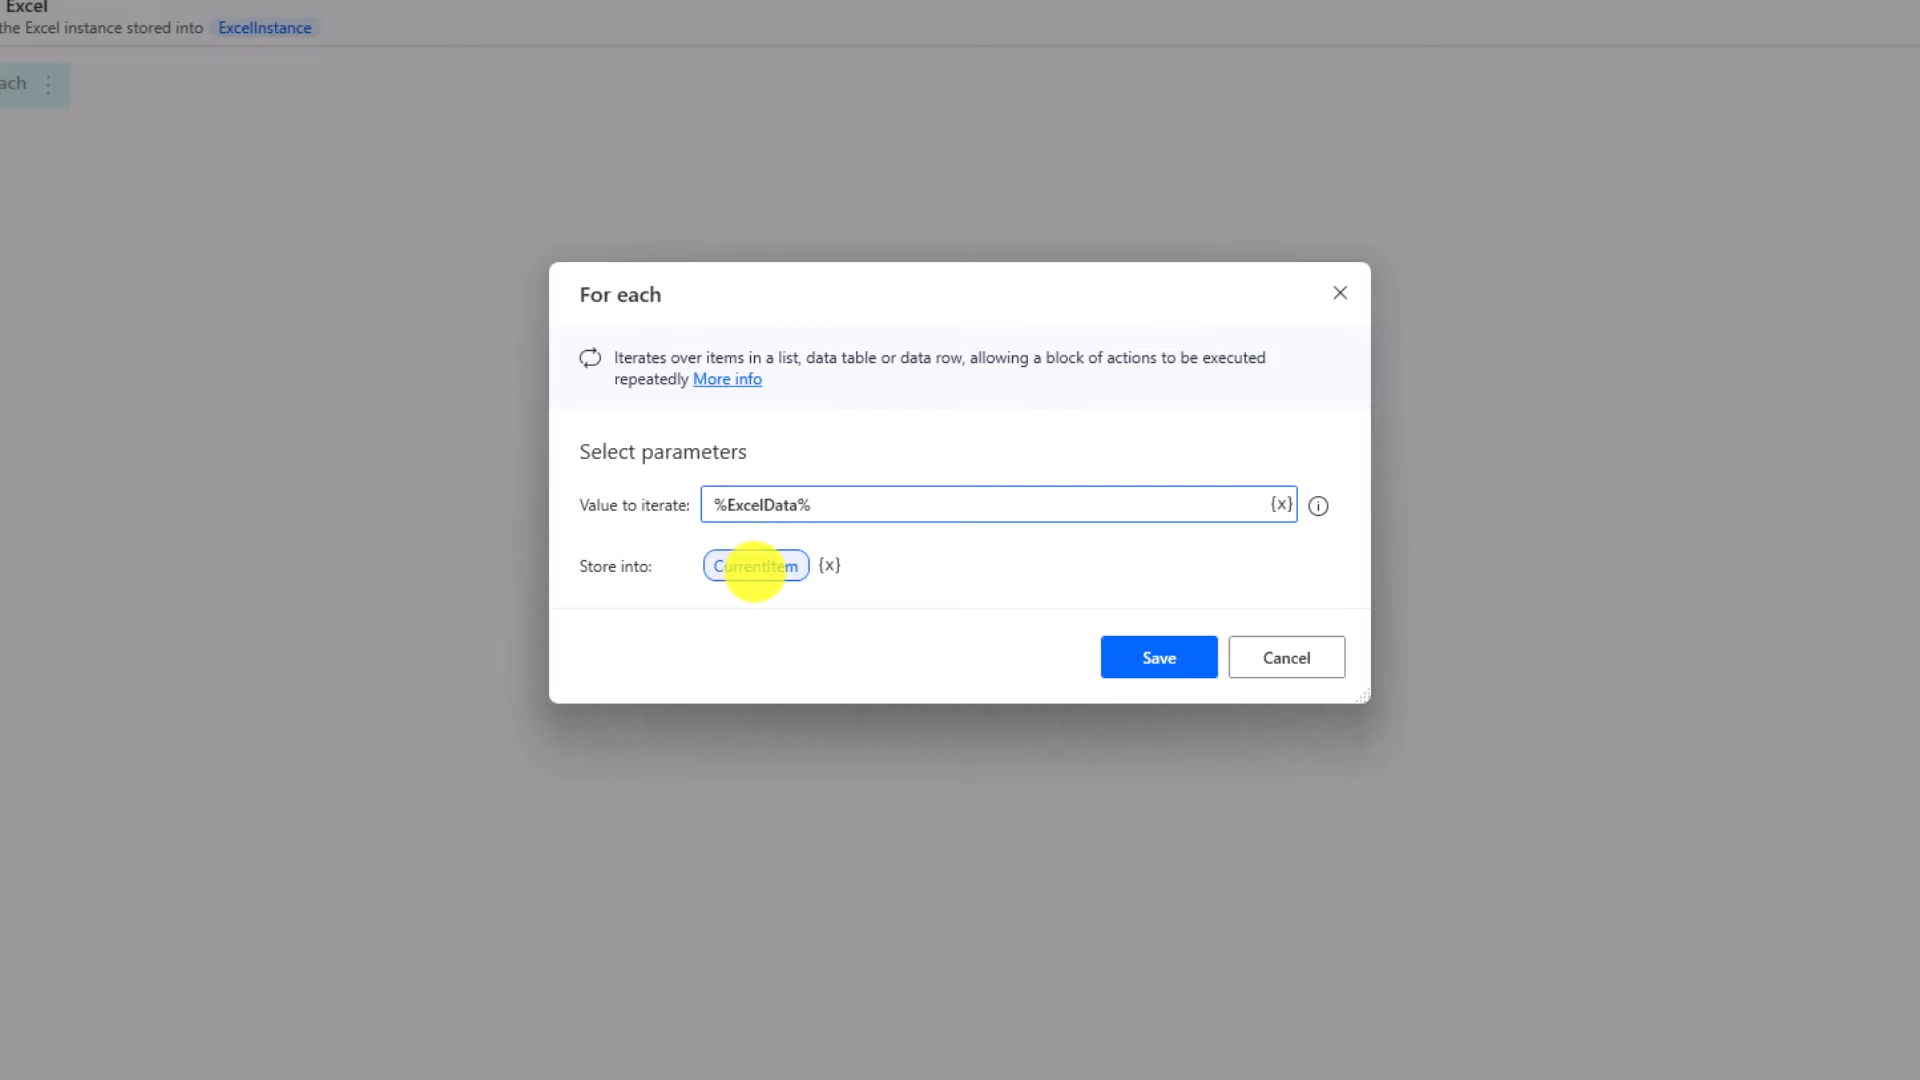 Excel
the Excel instance stored into ExcelInstance
ach
For each
Iterates over items in a list, data table or data row, allowing a block of actions to be executed
repeatedly More info
Select parameters
Value to iterate: %ExcelData% {x}
Store into: CurrentItem {x}
Save Cancel